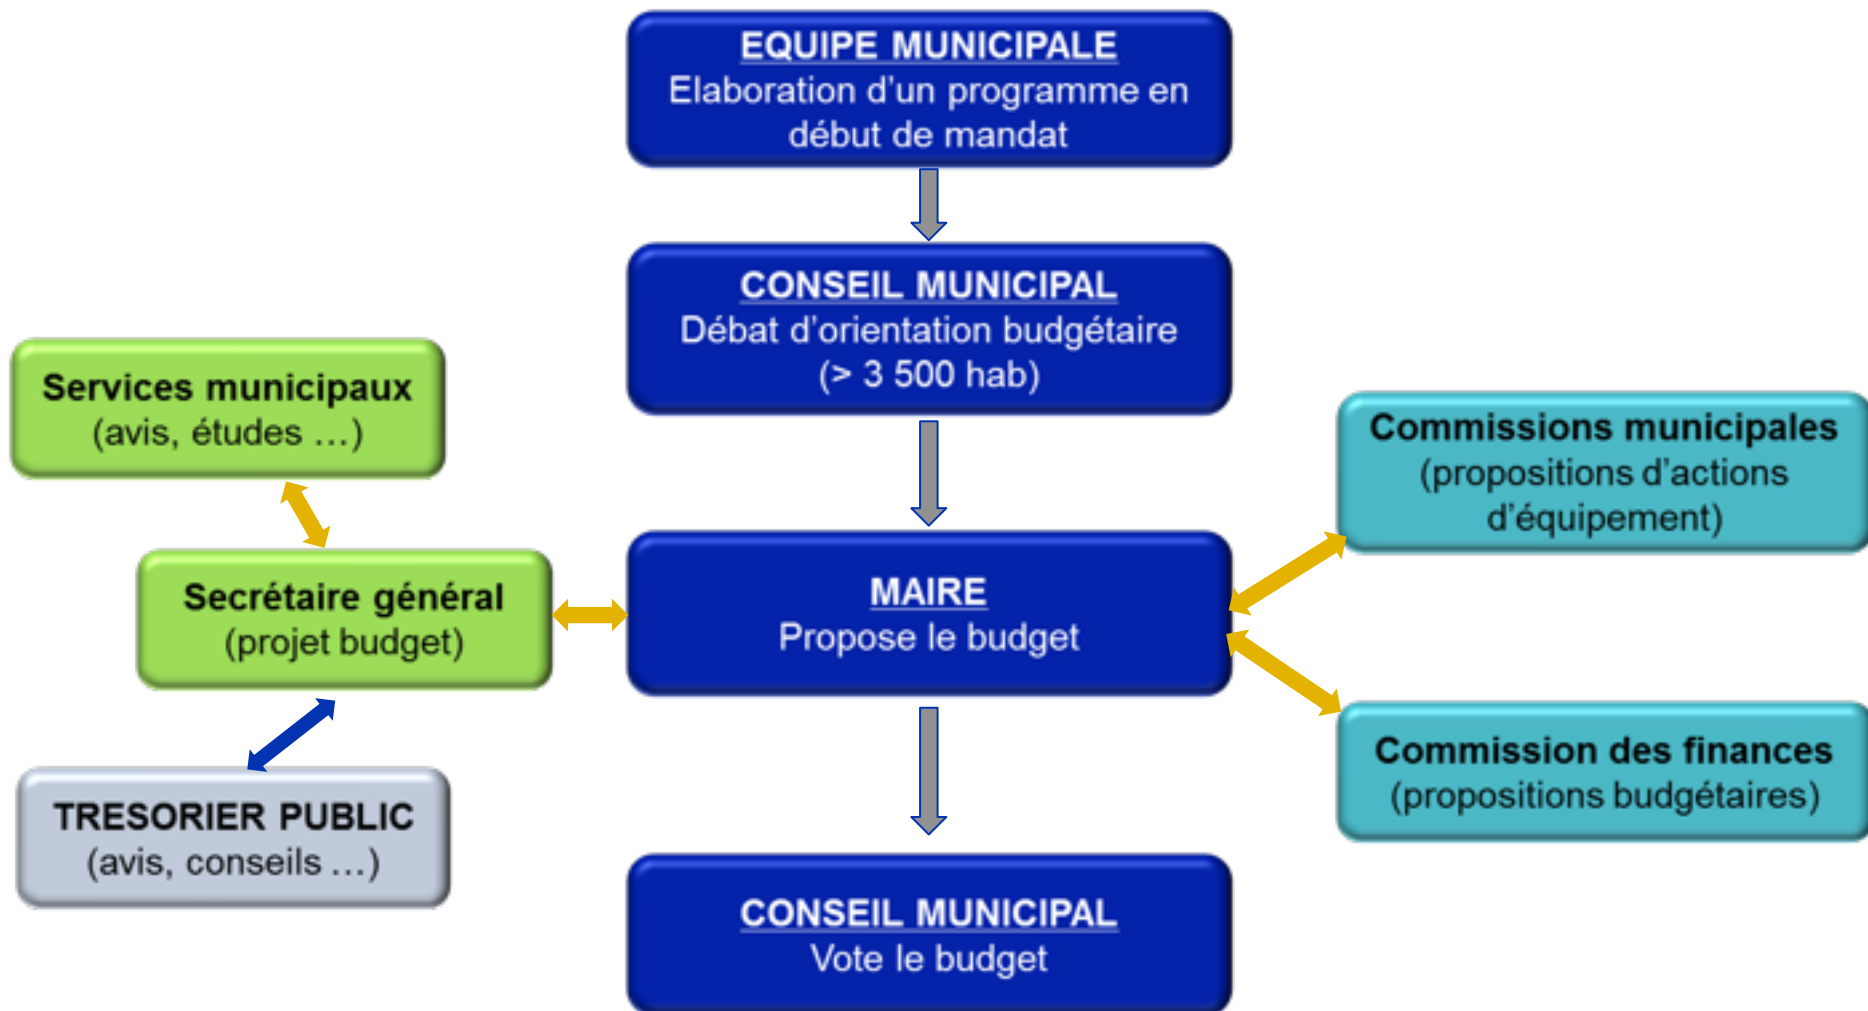 EQUIPE MUNICIPALE
Elaboration d’un programme en
début de mandat
CONSEIL MUNICIPAL
Débat d’orientation budgétaire
(> 3 500 hab)
Services municipaux
(avis, études …)
Commissions municipales
(propositions d’actions
d’équipement)
Secrétaire général
(projet budget)
MAIRE
Propose le budget
Commission des finances
(propositions budgétaires)
TRESORIER PUBLIC
(avis, conseils …)
CONSEIL MUNICIPAL
Vote le budget